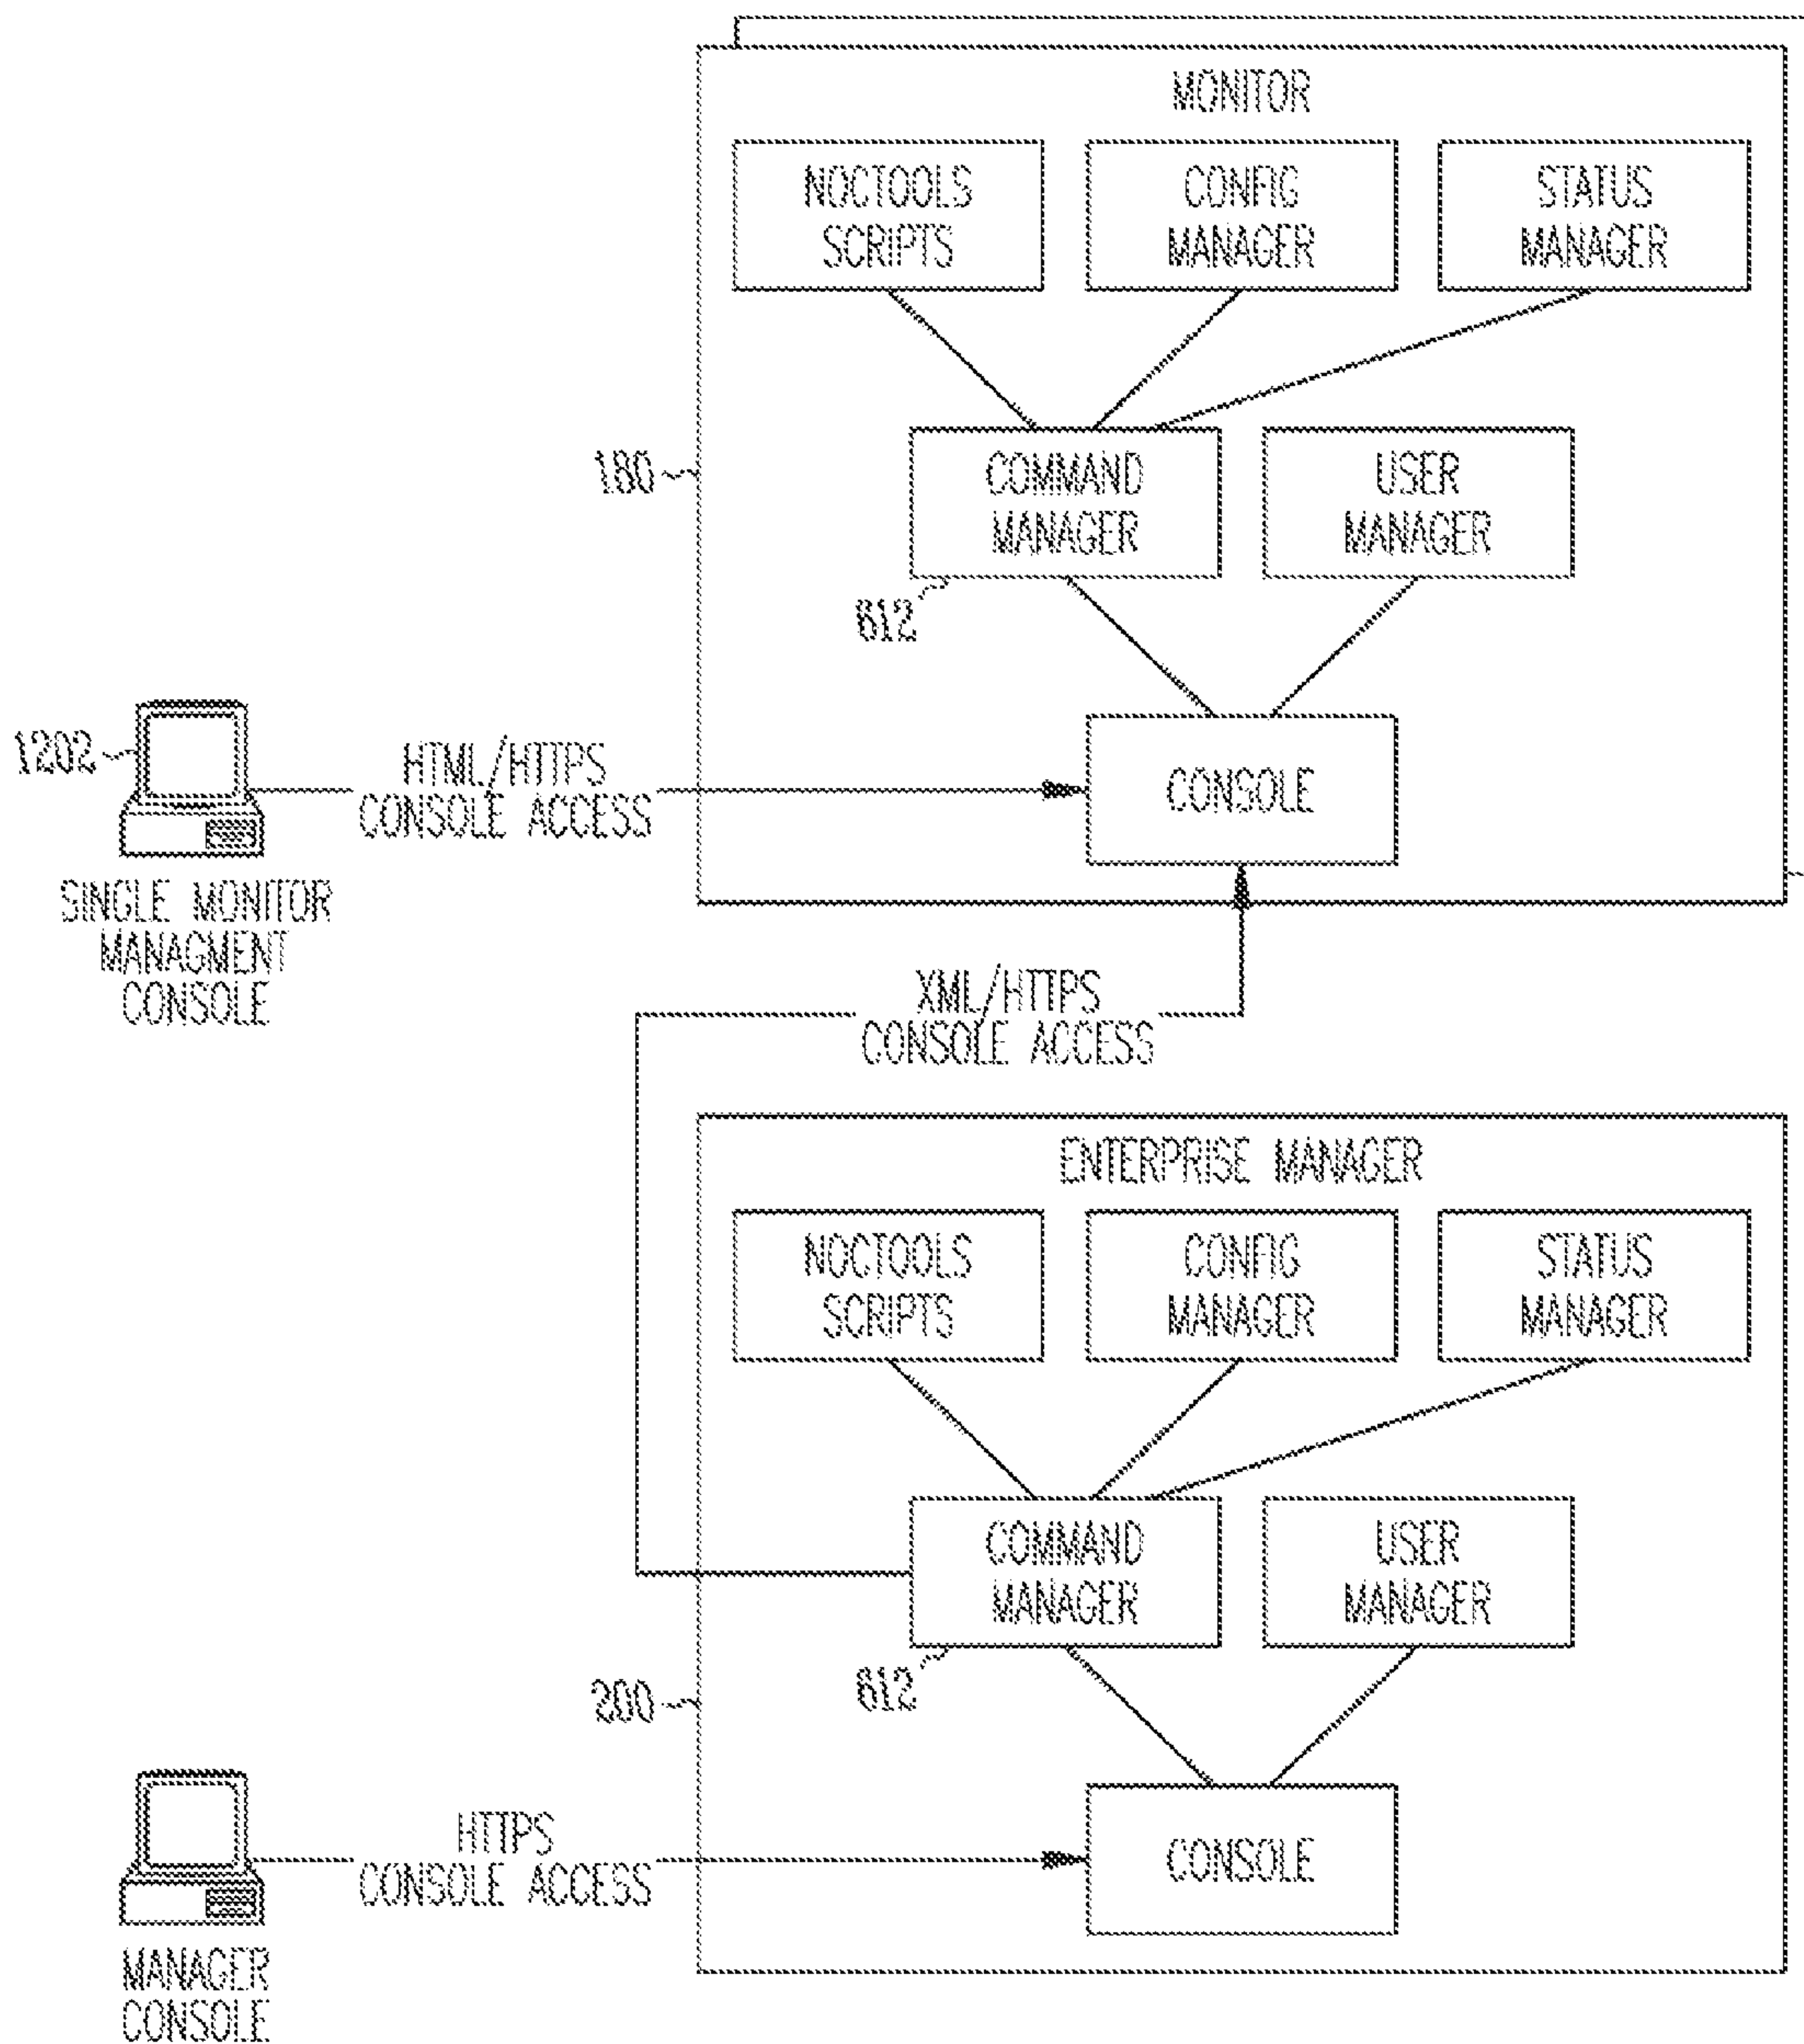 MONITOR
NOCTOOLS
SCRIPTS
CONFIG
MANAGER
STATUS
MANAGER
180
COMMAND
MANAGER
USER
MANAGER
612
1202
HTML/HTTPS
CONSOLE ACCESS
CONSOLE
SINGLE MONITOR
MANAGMENT
CONSOLE
XML/HTTPS
CONSOLE ACCESS
ENTERPRISE MANAGER
NOCTOOLS
SCRIPTS
CONFIG
MANAGER
STATUS
MANAGER
COMMAND
MANAGER
USER
MANAGER
200
612
HTTPS
CONSOLE ACCESS
CONSOLE
MANAGER
CONSOLE